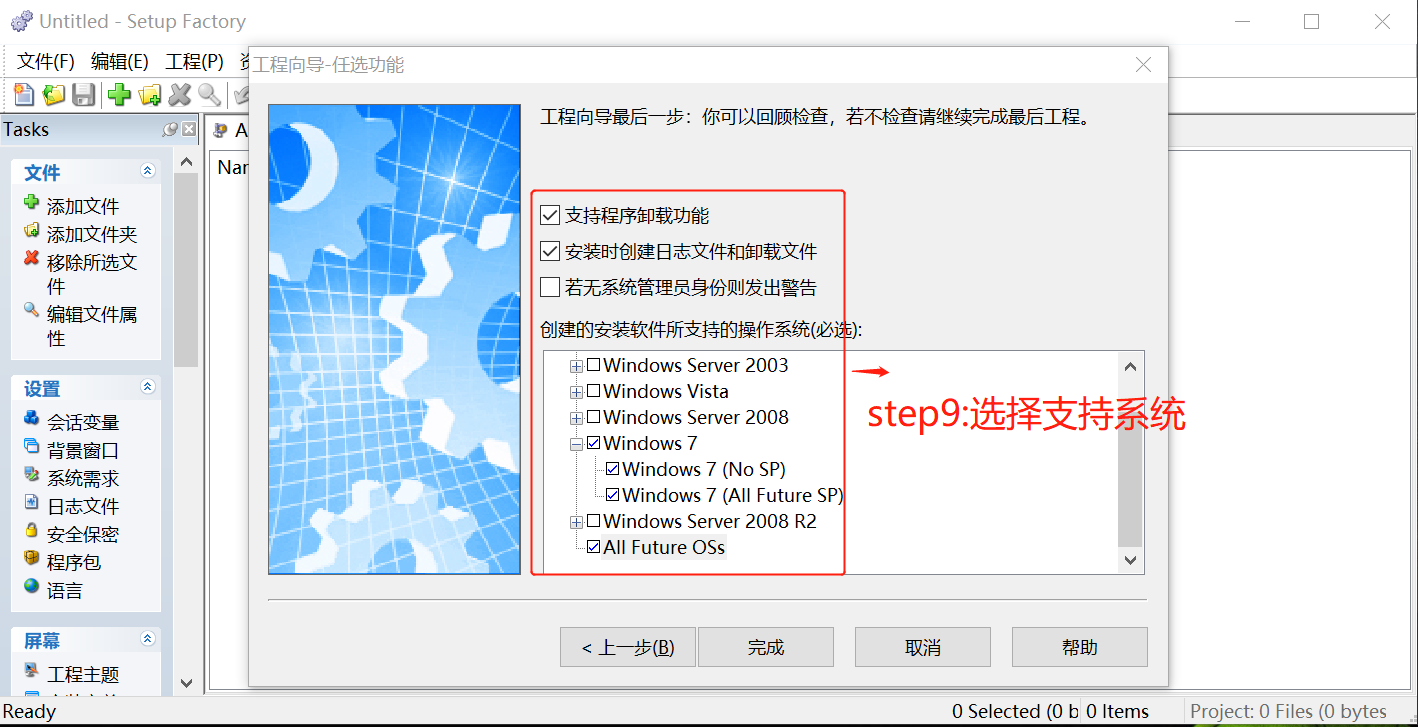 Untitled - Setup Factory
文件(F) 编辑(E) 工程(P)
工程向导-任选功能
Tasks
文件
添加文件
添加文件夹
移除所选文
件
编辑文件属
性
设置
会话变量
背景窗口
系统需求
日志文件
安全保密
程序包
语言
屏幕
工程主题
工程向导最后一步：你可以回顾检查，若不检查请继续完成最后工程。
支持程序卸载功能
安装时创建日志文件和卸载文件
若无系统管理员身份则发出警告
创建的安装软件所支持的操作系统(必选):
Windows Server 2003
Windows Vista
Windows Server 2008
Windows 7
Windows 7 (No SP)
Windows 7 (All Future SP)
Windows Server 2008 R2
All Future OSs
step9:选择支持系统
< 上一步(B) 完成 取消 帮助
Ready 0 Selected (0 b 0 Items Project: 0 Files (0 bytes